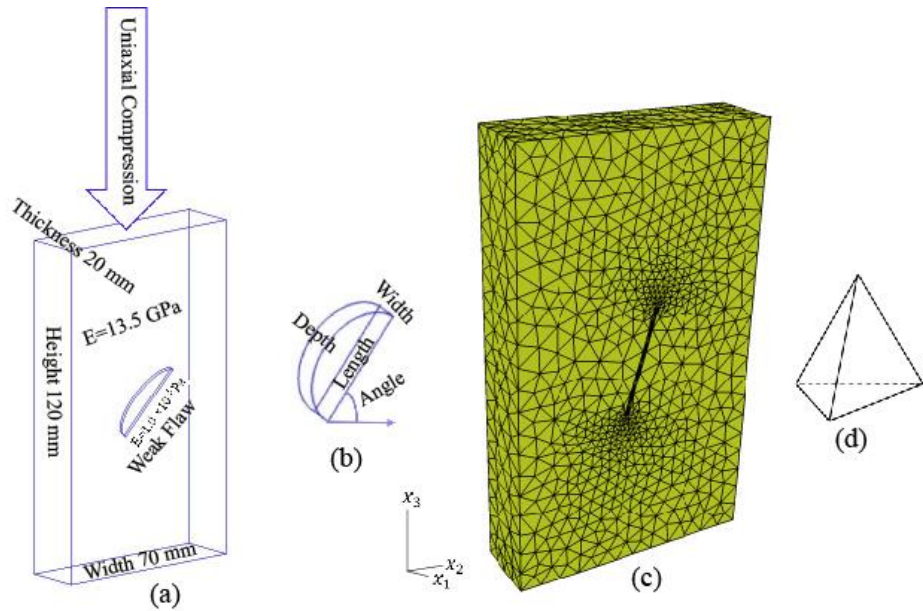 Uniaxial Compression
Thickness 20 mm
E=13.5 GPa
Height 120 mm
Weak Flaw
Width 70 mm
(a)
Width
Depth
Length
Angle
(b)
x₃
x₂
x₁
(c)
(d)